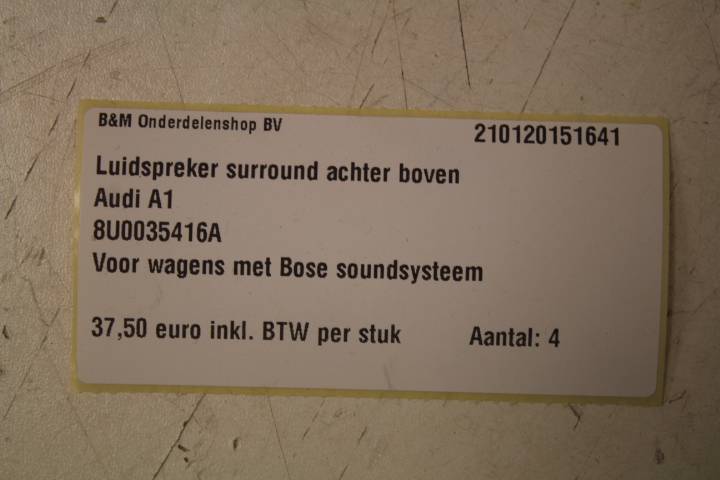 B&M Onderdelenshop BV 210120151641
Luidspreker surround achter boven
Audi A1
8U0035416A
Voor wagens met Bose soundsysteem
37,50 euro inkl. BTW per stuk Aantal: 4